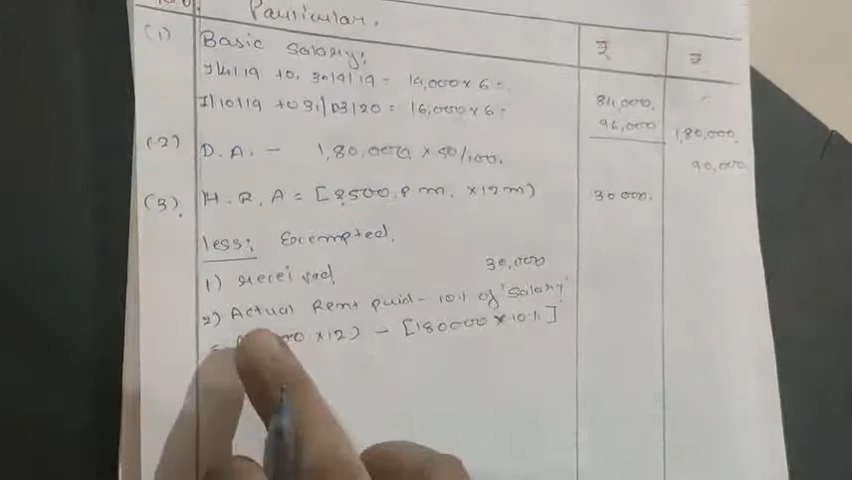 Particular. ₹ ₹
(1) Basic Salary:
1/4/19 to 30/9/19 = 14,000 x 6 = 84,000,
1/10/19 to 31/03/20 = 16,000 x 6 = 96,000 1,80,000,
(2) D.A. - 1,80,000 x 50/100. 90,000,
(3). H.R.A = [2,500, p m, x 12 m) 30 000,
less: Exempted.
1) received 30,000
2) Actual Rent paid - 10% of "Salary"
x 12) - [180000 x 10%]